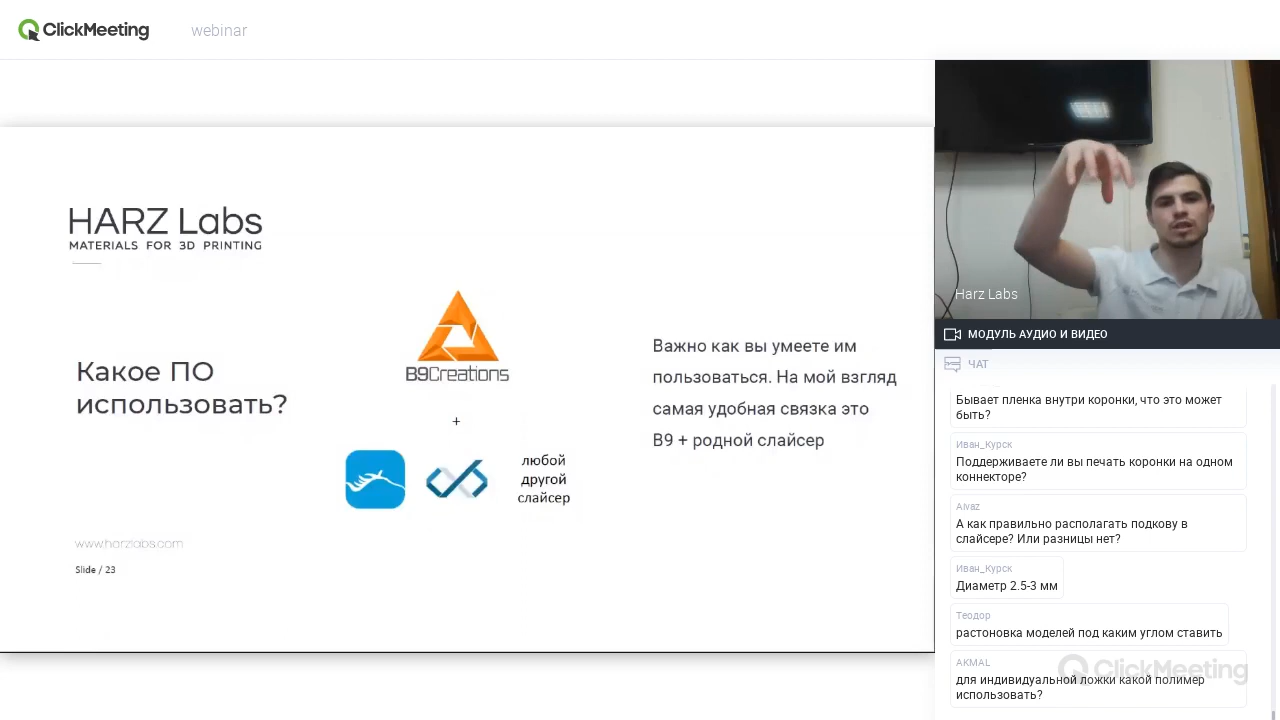 ClickMeeting
webinar
HARZ Labs
MATERIALS FOR 3D PRINTING
Какое ПО
использовать?
B9Creations
+
любой
другой
слайсер
Важно как вы умеете им
пользоваться. На мой взгляд
самая удобная связка это
B9 + родной слайсер
www.harzlabs.com
Slide / 23
Harz Labs
МОДУЛЬ АУДИО И ВИДЕО
ЧАТ
Бывает пленка внутри коронки, что это может
быть?
Иван_Курск
Поддерживаете ли вы печать коронки на одном
коннекторе?
Aivaz
А как правильно располагать подкову в
слайсере? Или разницы нет?
Иван_Курск
Диаметр 2.5-3 мм
Теодор
растоновка моделей под каким углом ставить
AKMAL
для индивидуальной ложки какой полимер
использовать?
ClickMeeting